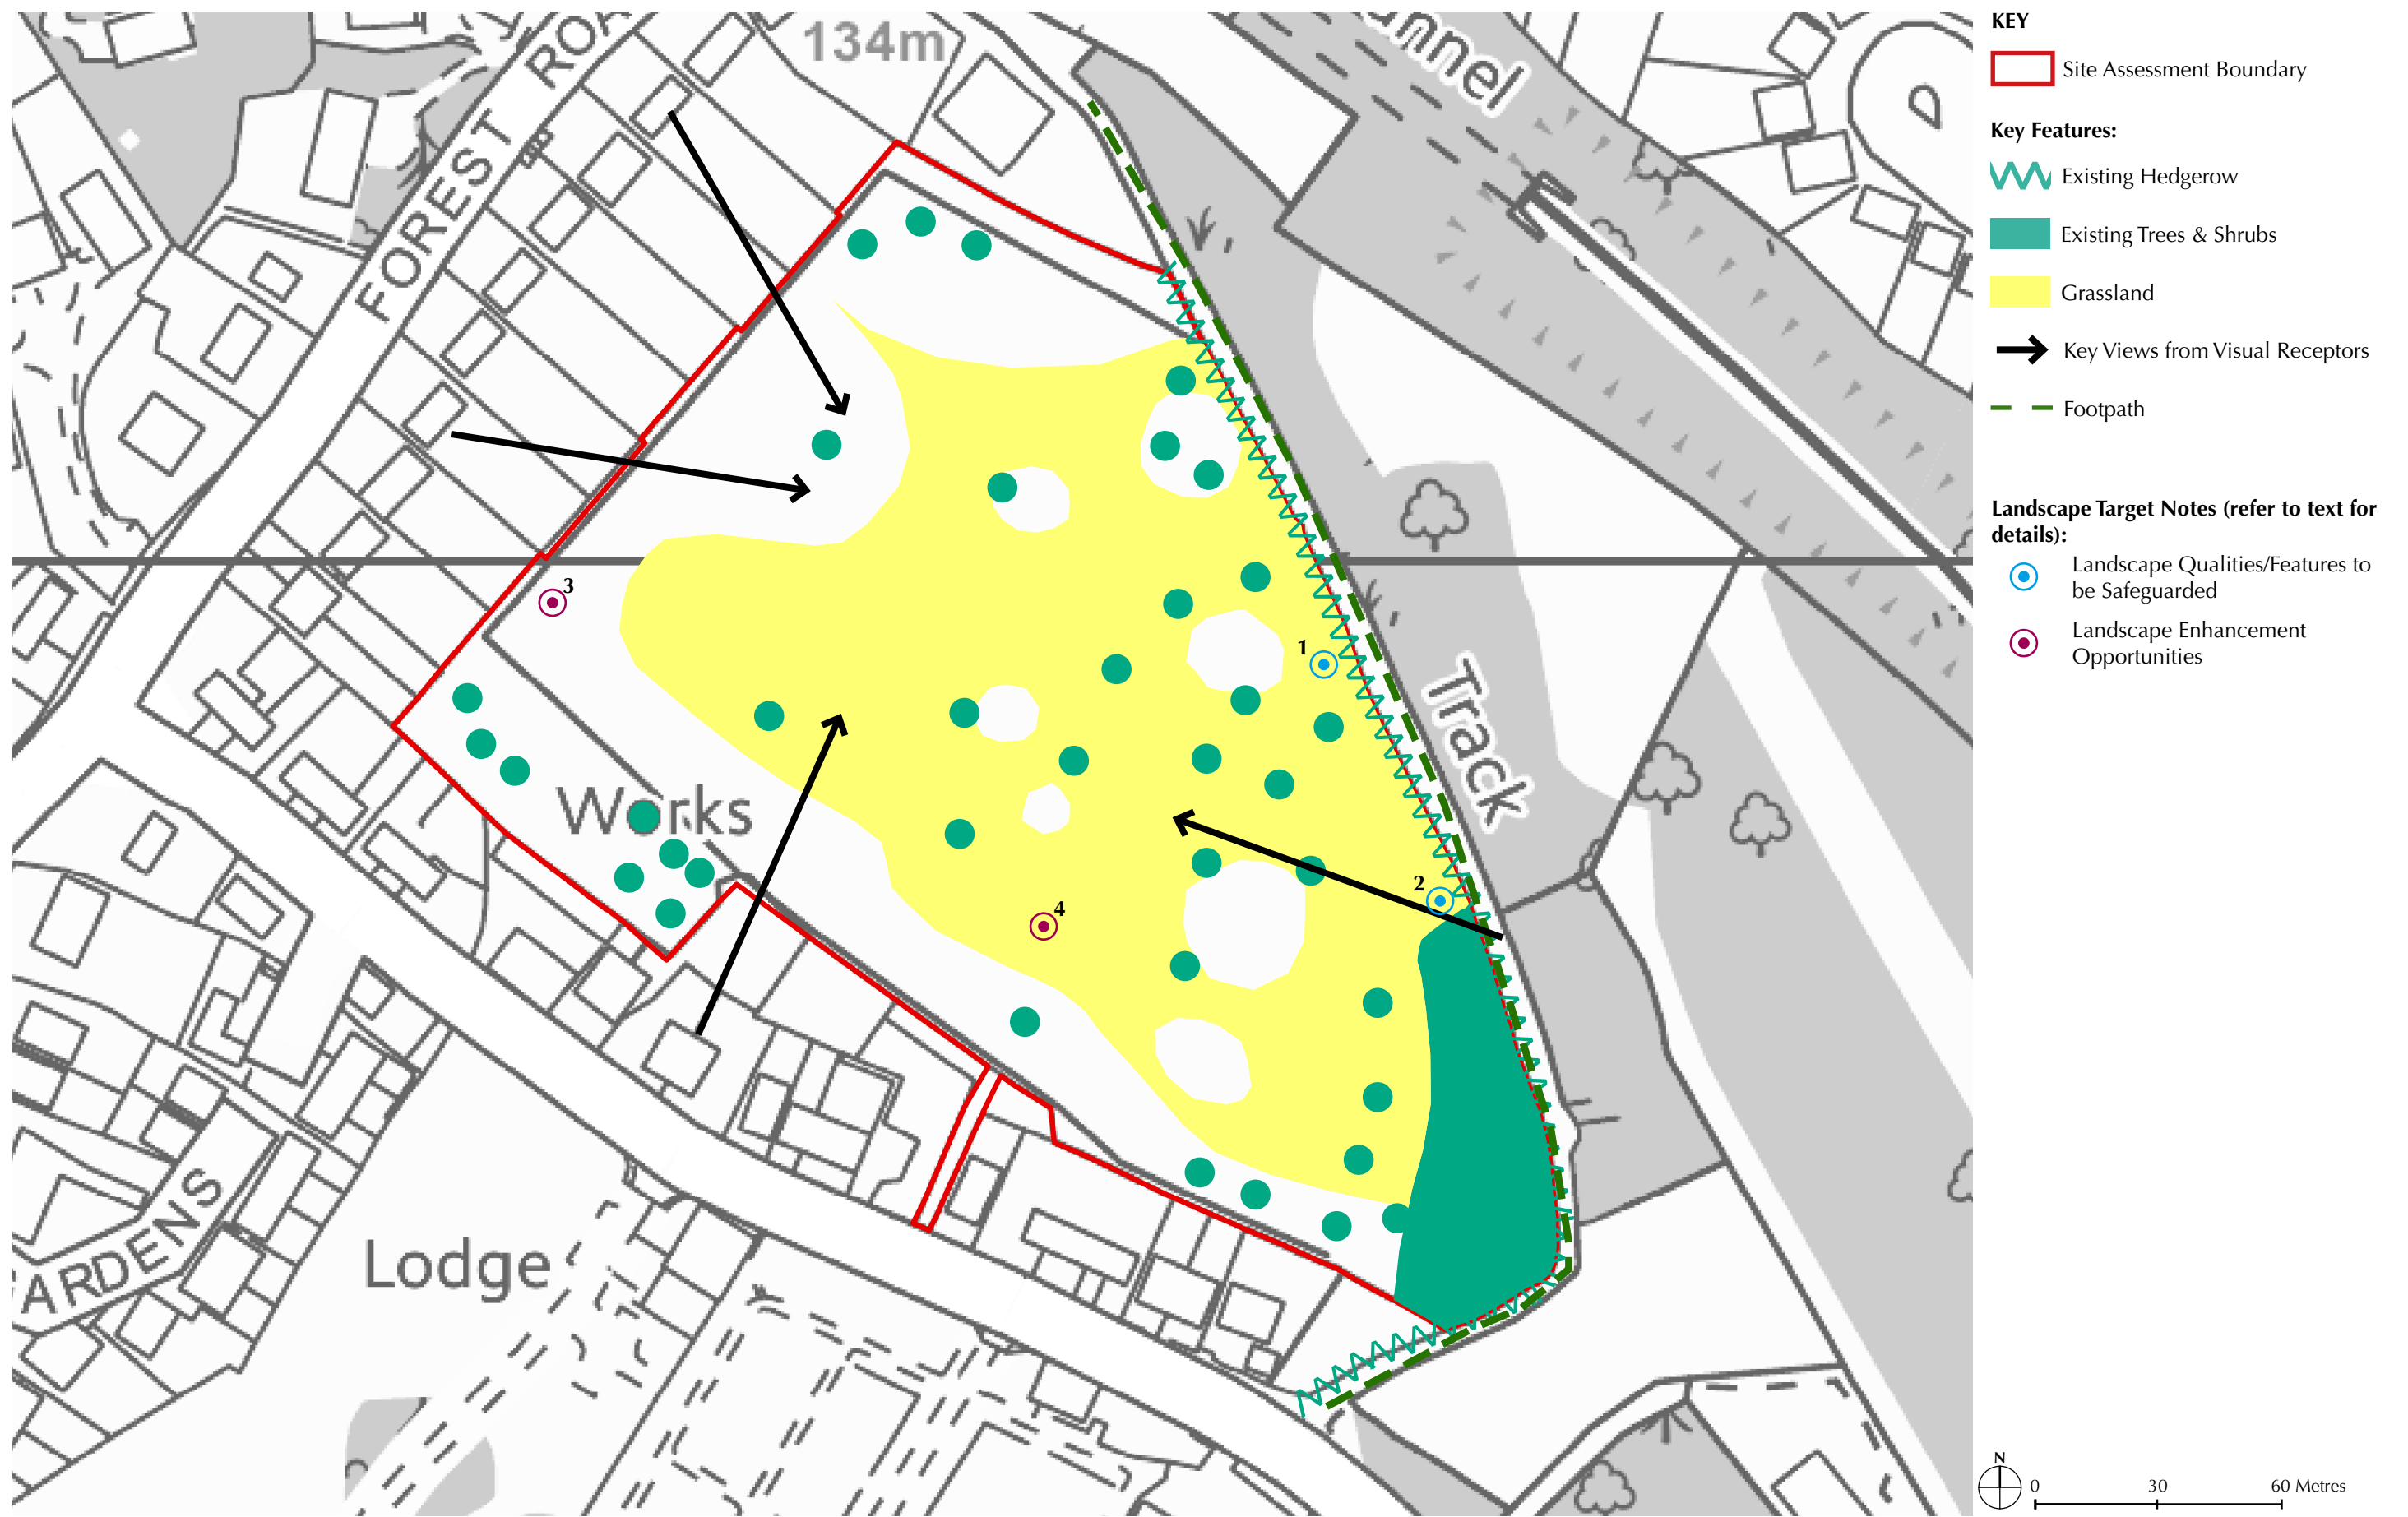 134m
FOREST ROA
unnel
Track
Works
Lodge
ARDENS
3
1
2
4
KEY
Site Assessment Boundary
Key Features:
Existing Hedgerow
Existing Trees & Shrubs
Grassland
Key Views from Visual Receptors
Footpath
Landscape Target Notes (refer to text for
details):
Landscape Qualities/Features to
be Safeguarded
Landscape Enhancement
Opportunities
N
0 30 60 Metres